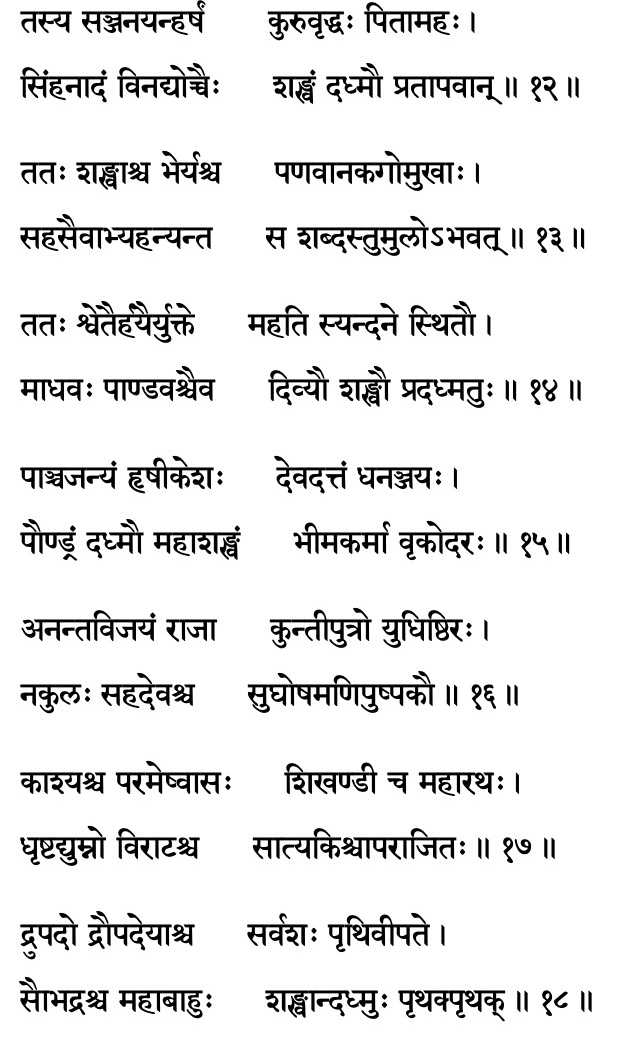 तस्य सञ्जनयन्हर्षं कुरुवृद्धः पितामहः।
सिंहनादं विनद्योच्चैः शङ्खं दध्मौ प्रतापवान्॥ १२॥
ततः शङ्खाश्च भेर्यश्च पणवानकगोमुखाः।
सहसैवाभ्यहन्यन्त स शब्दस्तुमुलोऽभवत्॥ १३॥
ततः श्वेतैर्हयैर्युक्ते महति स्यन्दने स्थितौ।
माधवः पाण्डवश्चैव दिव्यौ शङ्खौ प्रदध्मतुः॥ १४॥
पाञ्चजन्यं हृषीकेशः देवदत्तं धनञ्जयः।
पौण्ड्रं दध्मौ महाशङ्खं भीमकर्मा वृकोदरः॥ १५॥
अनन्तविजयं राजा कुन्तीपुत्रो युधिष्ठिरः।
नकुलः सहदेवश्च सुघोषमणिपुष्पकौ॥ १६॥
काश्यश्च परमेष्वासः शिखण्डी च महारथः।
धृष्टद्युम्नो विराटश्च सात्यकिश्चापराजितः॥ १७॥
द्रुपदो द्रौपदेयाश्च सर्वशः पृथिवीपते।
सौभद्रश्च महाबाहुः शङ्खान्दध्मुः पृथक्पृथक्॥ १८॥